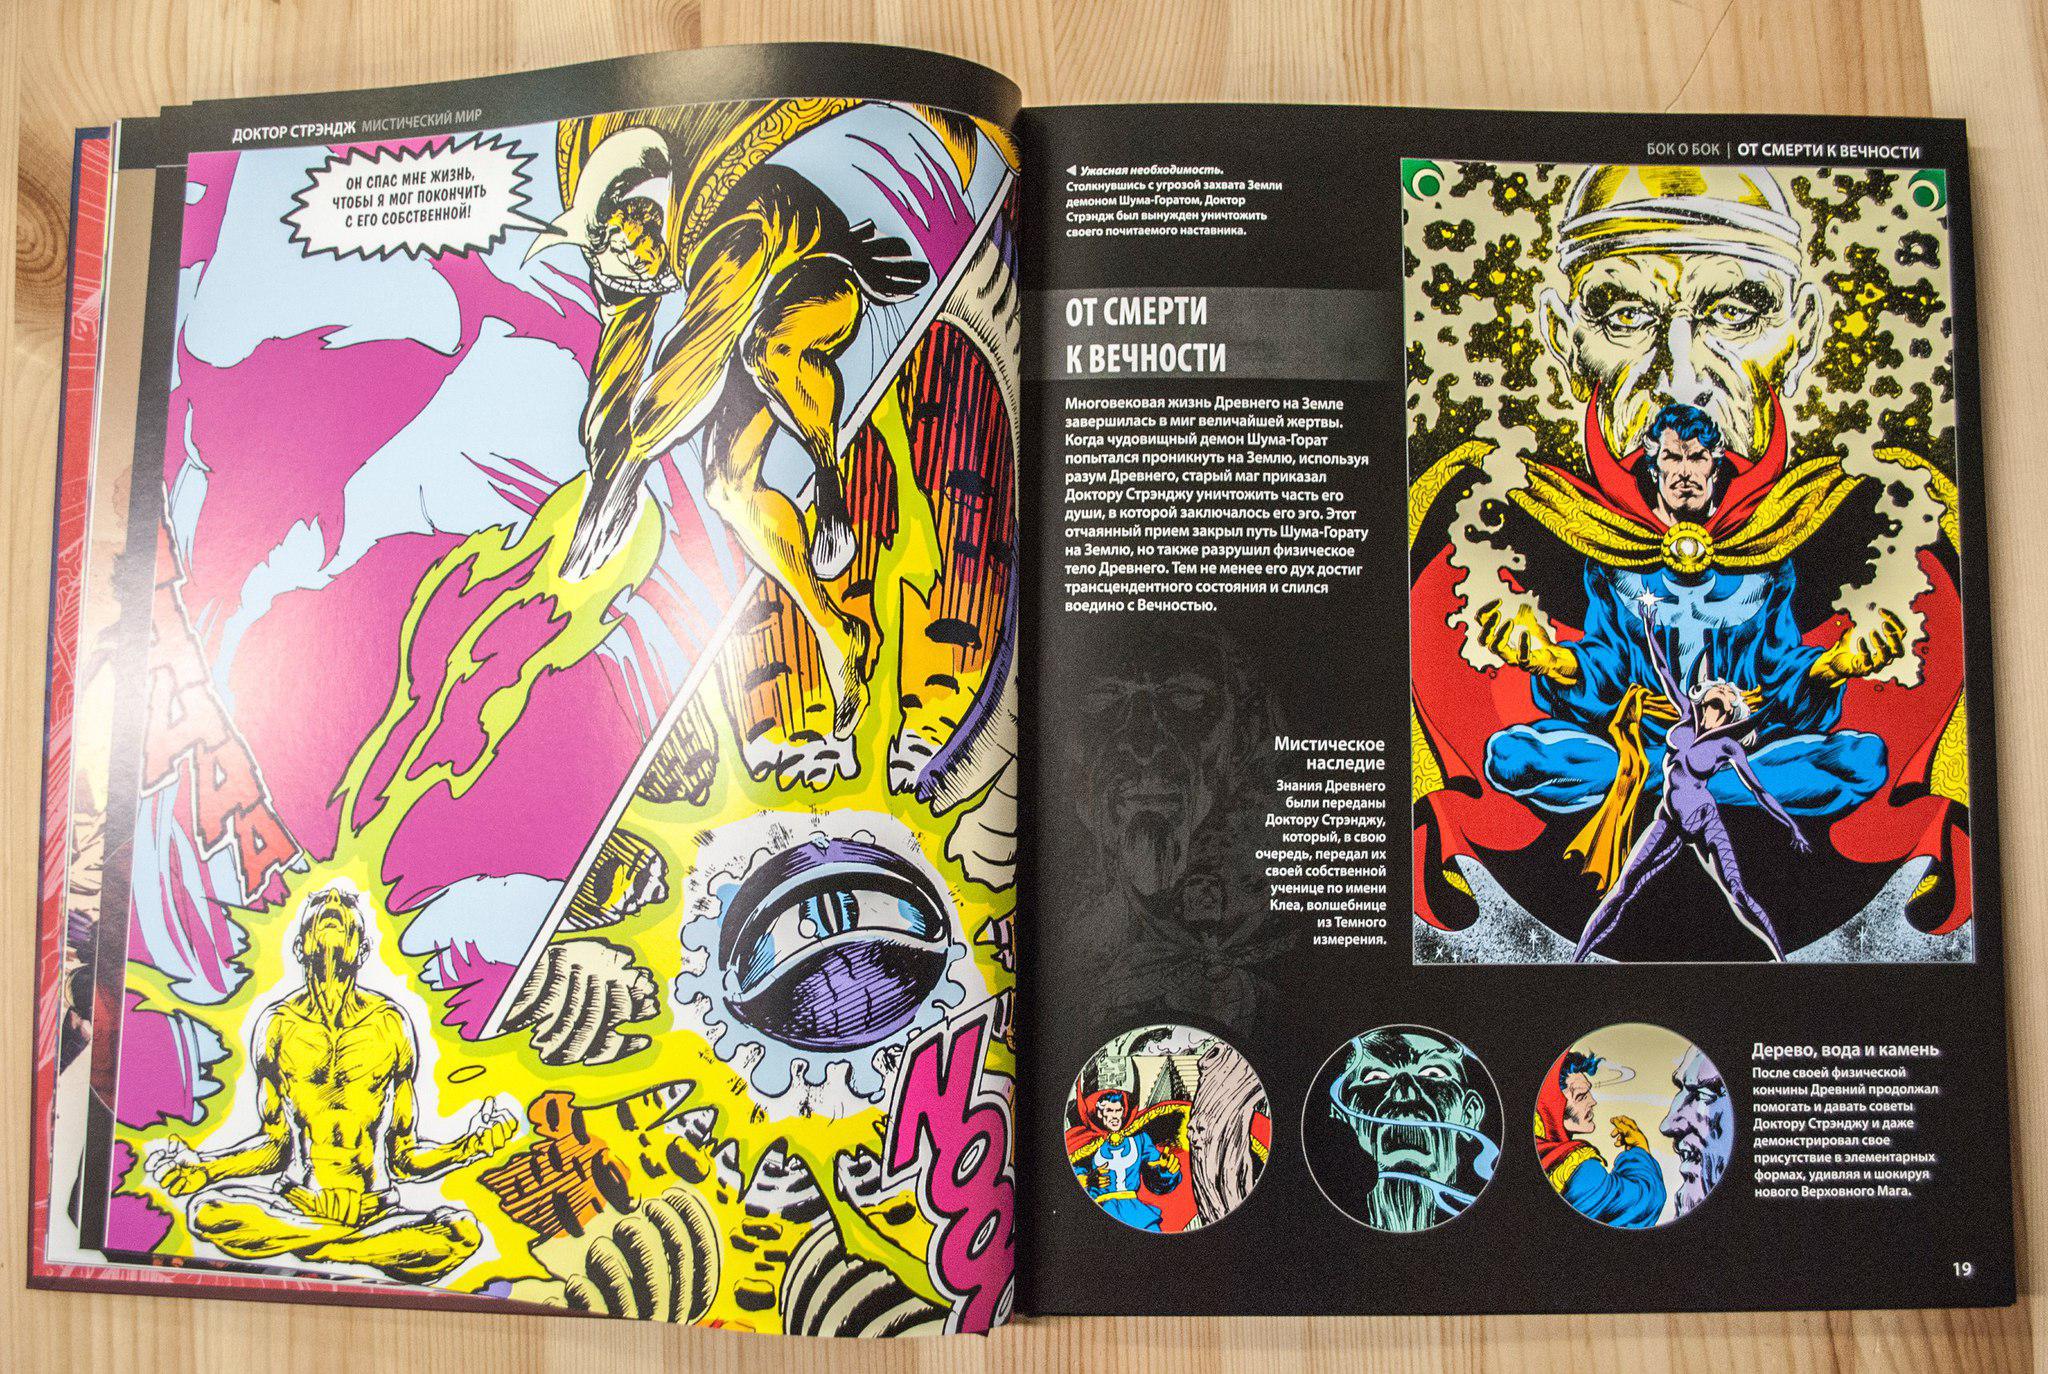 ДОКТОР СТРЭНДЖ МИСТИЧЕСКИЙ МИР
ОН СПАС МНЕ ЖИЗНЬ,
ЧТОБЫ Я МОГ ПОКОНЧИТЬ
С ЕГО СОБСТВЕННОЙ!
БОК О БОК | ОТ СМЕРТИ К ВЕЧНОСТИ
◀ Ужасная необходимость.
Столкнувшись с угрозой захвата Земли
демоном Шума-Горатом, Доктор
Стрэндж был вынужден уничтожить
своего почитаемого наставника.
ОТ СМЕРТИ
К ВЕЧНОСТИ
Многовековая жизнь Древнего на Земле
завершилась в миг величайшей жертвы.
Когда чудовищный демон Шума-Горат
попытался проникнуть на Землю, используя
разум Древнего, старый маг приказал
Доктору Стрэнджу уничтожить часть его
души, в которой заключалось его эго. Этот
отчаянный прием закрыл путь Шума-Горату
на Землю, но также разрушил физическое
тело Древнего. Тем не менее его дух достиг
трансцендентного состояния и слился
воедино с Вечностью.
Мистическое
наследие
Знания Древнего
были переданы
Доктору Стрэнджу,
который, в свою
очередь, передал их
своей собственной
ученице по имени
Клеа, волшебнице
из Темного
измерения.
Дерево, вода и камень
После своей физической
кончины Древний продолжал
помогать и давать советы
Доктору Стрэнджу и даже
демонстрировал свое
присутствие в элементарных
формах, удивляя и шокируя
нового Верховного Мага.
19